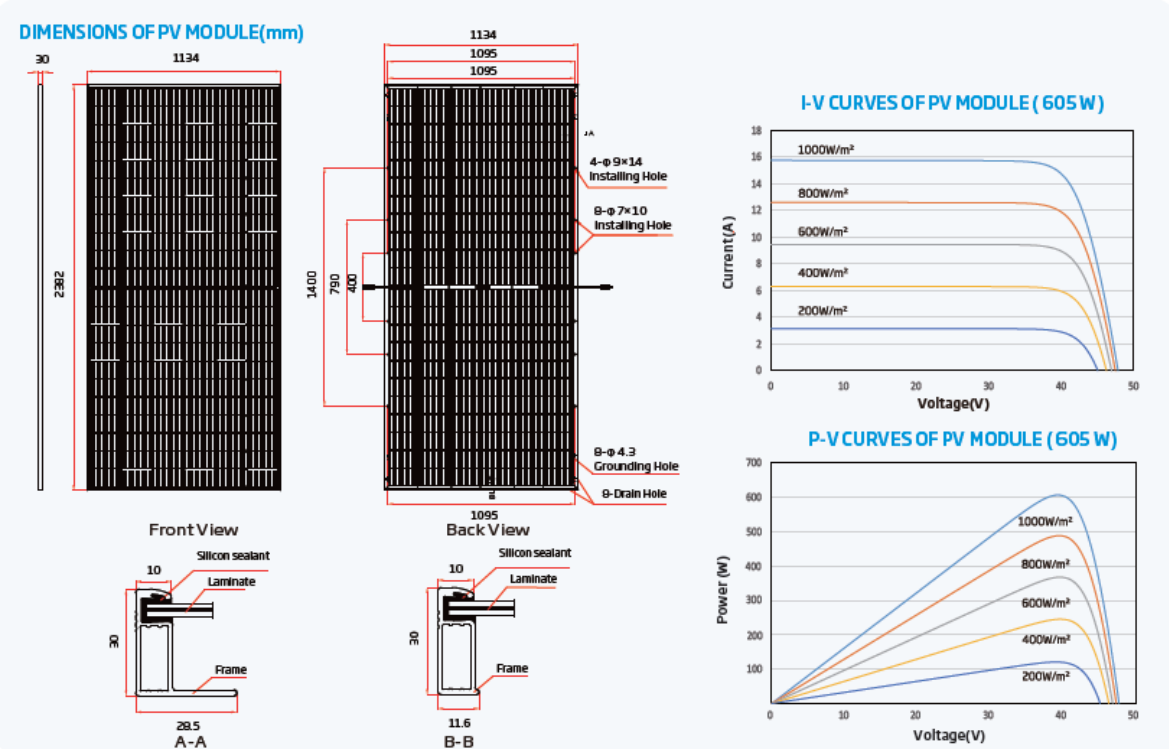 DIMENSIONS OF PV MODULE(mm)
30
1134
2382
Front View
1134
1095
1095
1400
790
400
4-φ9×14
Installing Hole
8-φ7×10
Installing Hole
8-φ4.3
Grounding Hole
8-Drain Hole
1095
Back View
10
Silicon sealant
Laminate
30
Frame
28.5
A-A
10
Silicon sealant
Laminate
30
Frame
11.6
B-B
I-V CURVES OF PV MODULE ( 605 W )
Current(A)
18
16
14
12
10
8
6
4
2
0
1000W/m²
800W/m²
600W/m²
400W/m²
200W/m²
0 10 20 30 40 50
Voltage(V)
P-V CURVES OF PV MODULE ( 605 W )
Power (W)
700
600
500
400
300
200
100
1000W/m²
800W/m²
600W/m²
400W/m²
200W/m²
0 10 20 30 40 50
Voltage(V)